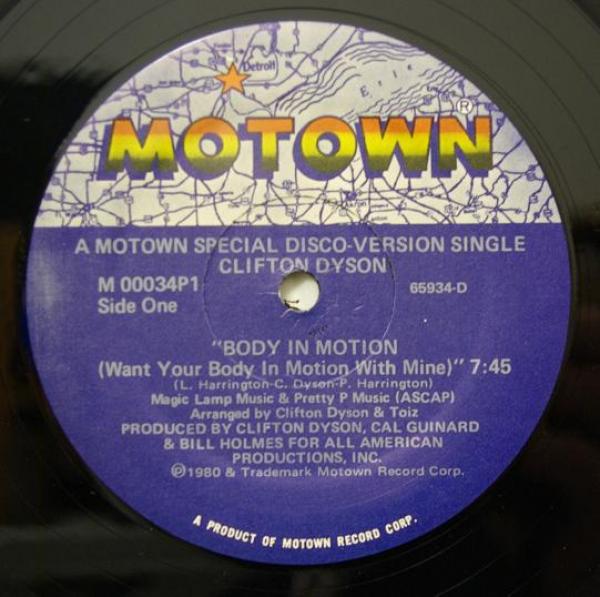 Detroit
Erie
MOTOWN®
A MOTOWN SPECIAL DISCO-VERSION SINGLE
CLIFTON DYSON
M 00034P1 65934-D
Side One
"BODY IN MOTION
(Want Your Body In Motion With Mine)" 7:45
(L. Harrington-C. Dyson-P. Harrington)
Magic Lamp Music & Pretty P Music (ASCAP)
Arranged by Clifton Dyson & Toiz
PRODUCED BY CLIFTON DYSON, CAL GUINARD
& BILL HOLMES FOR ALL AMERICAN
PRODUCTIONS, INC.
℗1980 & Trademark Motown Record Corp.
A PRODUCT OF MOTOWN RECORD CORP.